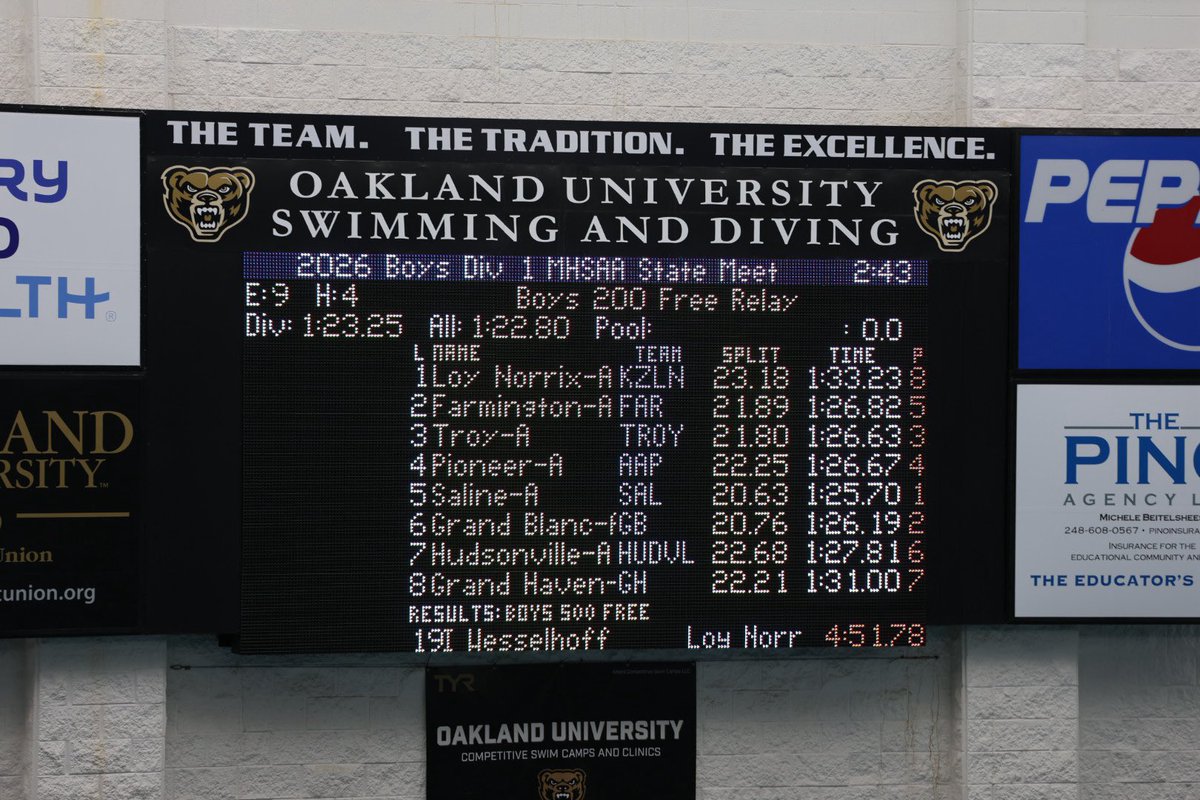 THE TEAM. THE TRADITION. THE EXCELLENCE.
OAKLAND UNIVERSITY
SWIMMING AND DIVING
2026 Boys Div 1 MHSAA State Meet 2:43
E:9 H:4 Boys 200 Free Relay
Div: 1:23.25 All: 1:22.80 Pool: : 0.0
L NAME TEAM SPLIT TIME P
1 Loy Norrix-A KZLN 23.18 1:33.23 8
2 Farmington-A FAR 21.89 1:26.82 5
3 Troy-A TROY 21.80 1:26.63 3
4 Pioneer-A AAP 22.25 1:26.67 4
5 Saline-A SAL 20.63 1:25.70 1
6 Grand Blanc-A GB 20.76 1:26.19 2
7 Hudsonville-A HUDVL 22.68 1:27.81 6
8 Grand Haven- GH 22.21 1:31.00 7
RESULTS: BOYS 500 FREE
19 T Wesselhoff Loy Norr 4:51.78
RY
LTH
®
LAND
RSITY
™
Union
union.org
PEP
THE
PINO
AGENCY L
MICHELE BEITELSHEE
248-608-0567 • PINOINSUR
INSURANCE FOR THE
EDUCATIONAL COMMUNITY AN
THE EDUCATOR'S
TYR
OAKLAND UNIVERSITY
COMPETITIVE SWIM CAMPS AND CLINICS